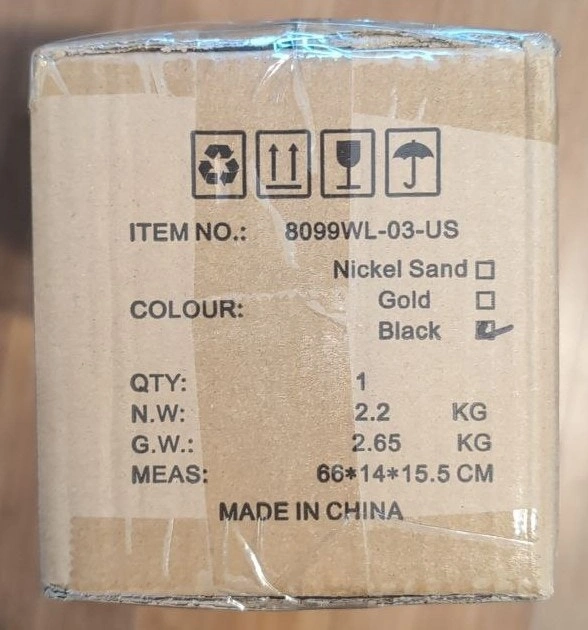 ITEM NO.: 8099WL-03-US
Nickel Sand
COLOUR: Gold
Black
QTY: 1
N.W: 2.2 KG
G.W.: 2.65 KG
MEAS: 66*14*15.5 CM
MADE IN CHINA